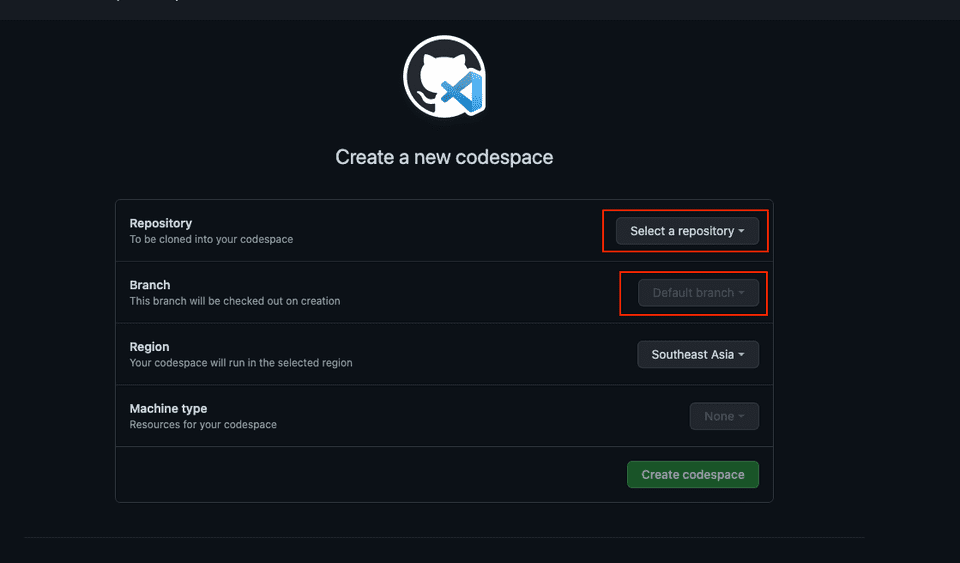 Create a new codespace
Repository
To be cloned into your codespace
Select a repository
Branch
This branch will be checked out on creation
Default branch
Region
Your codespace will run in the selected region
Southeast Asia
Machine type
Resources for your codespace
None
Create codespace